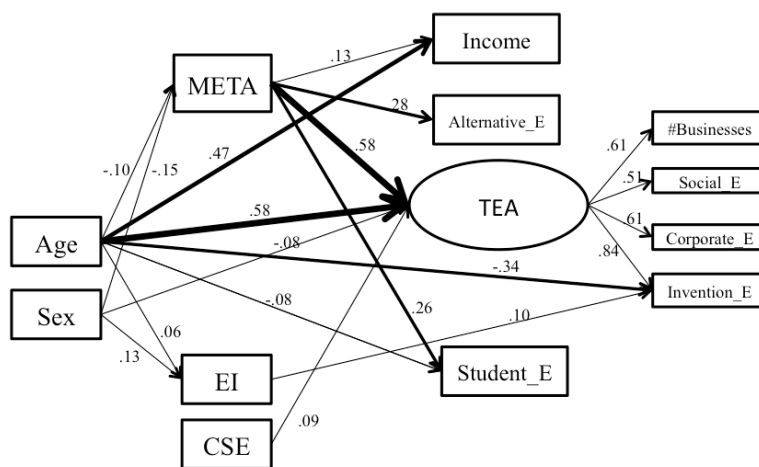 Income
META
.13
.28
Alternative_E
#Businesses
.47
.58
.61
-.10
-.15
.51
Social_E
TEA
.58
.61
Corporate_E
Age
-.08
.84
-.34
Invention_E
Sex
-.08
.10
.26
.06
.13
EI
Student_E
.09
CSE